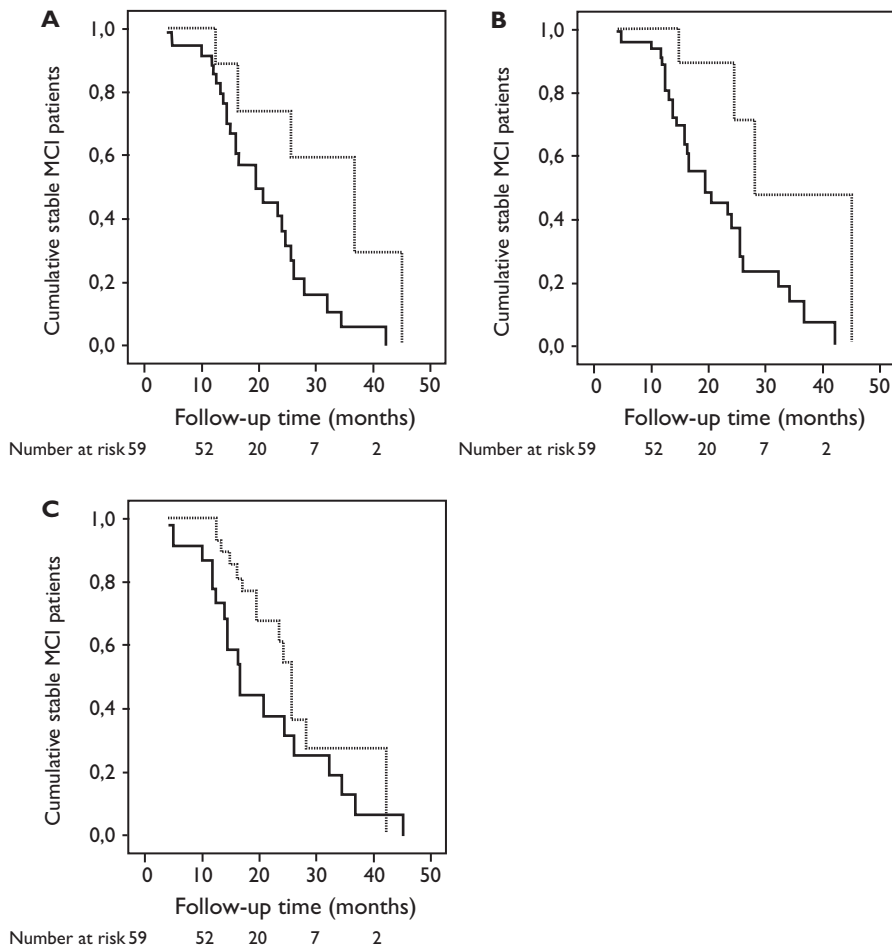 A
Cumulative stable MCI patients
1,0
0,8
0,6
0,4
0,2
0,0
0 10 20 30 40 50
Follow-up time (months)
Number at risk 59 52 20 7 2
B
Cumulative stable MCI patients
1,0
0,8
0,6
0,4
0,2
0,0
0 10 20 30 40 50
Follow-up time (months)
Number at risk 59 52 20 7 2
C
Cumulative stable MCI patients
1,0
0,8
0,6
0,4
0,2
0,0
0 10 20 30 40 50
Follow-up time (months)
Number at risk 59 52 20 7 2